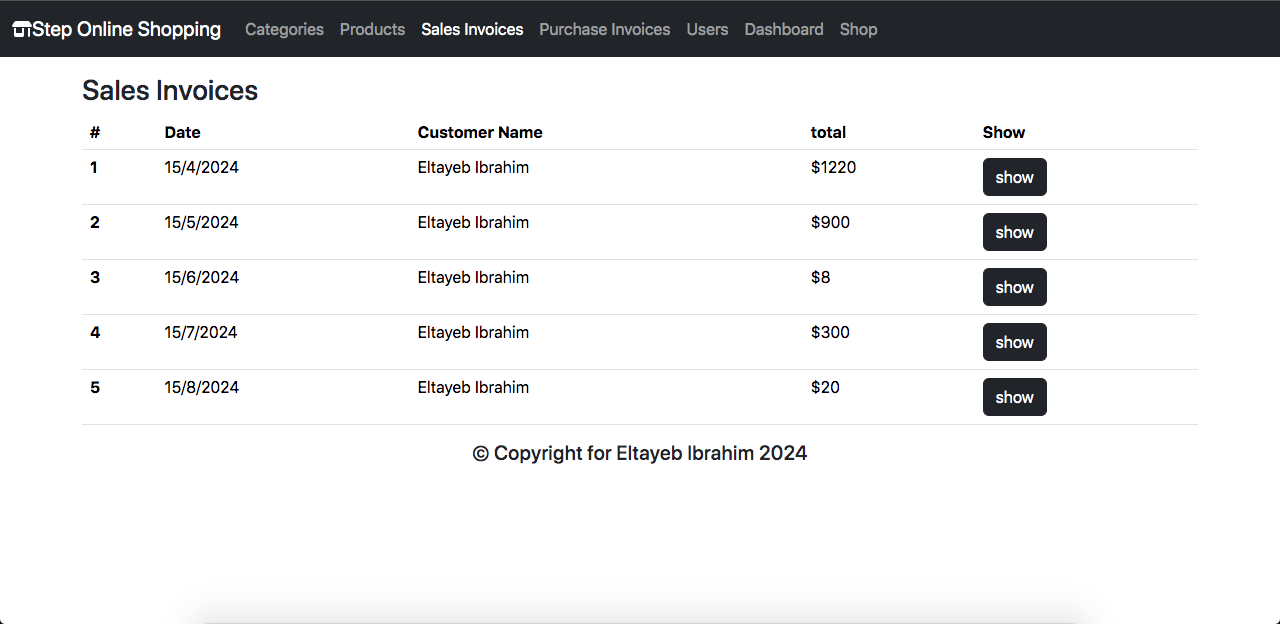 Step Online Shopping Categories Products Sales Invoices Purchase Invoices Users Dashboard Shop
Sales Invoices
# Date Customer Name total Show
1 15/4/2024 Eltayeb Ibrahim $1220 show
2 15/5/2024 Eltayeb Ibrahim $900 show
3 15/6/2024 Eltayeb Ibrahim $8 show
4 15/7/2024 Eltayeb Ibrahim $300 show
5 15/8/2024 Eltayeb Ibrahim $20 show
© Copyright for Eltayeb Ibrahim 2024